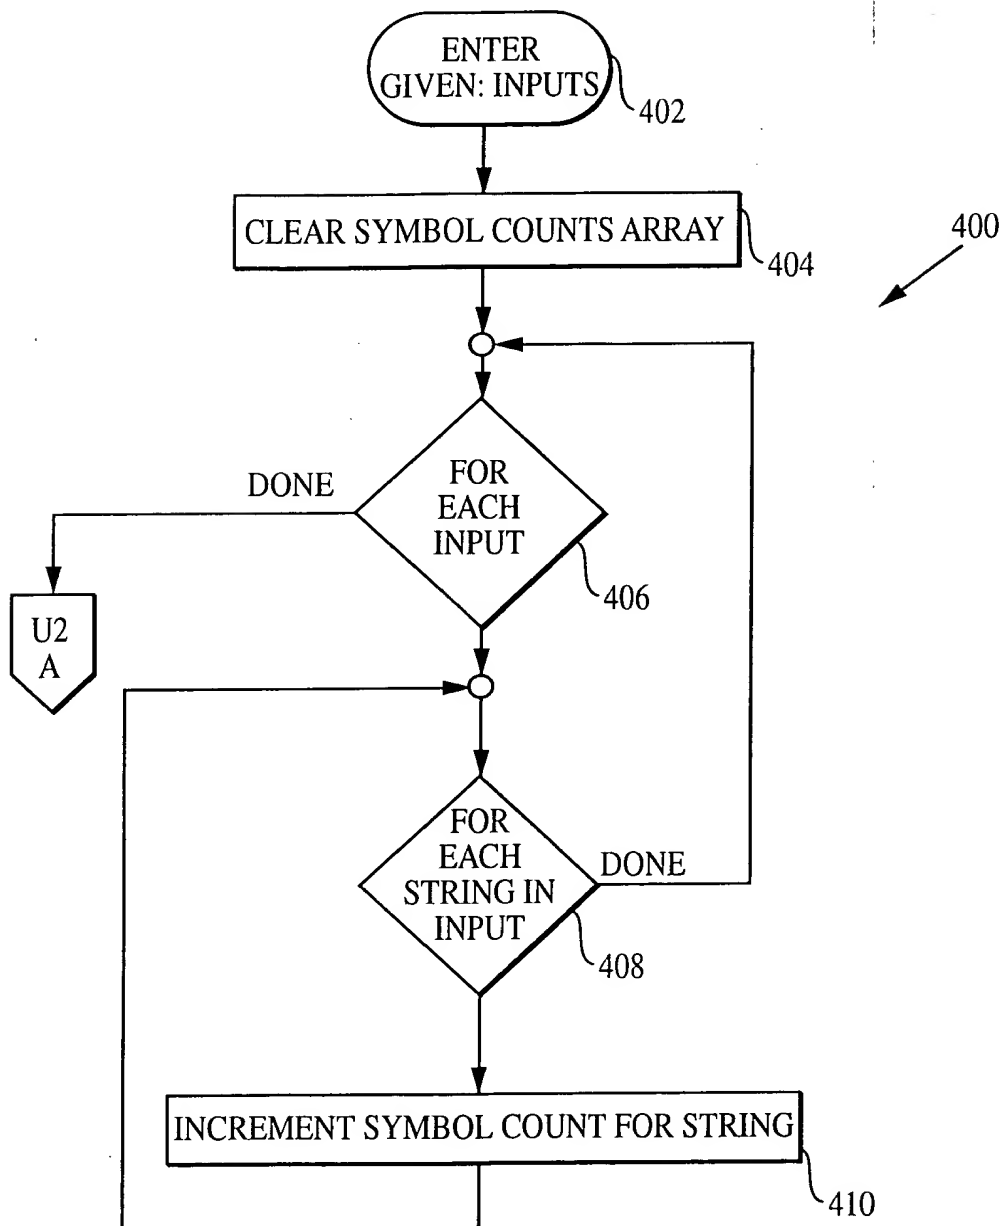 ENTER
GIVEN: INPUTS
402
CLEAR SYMBOL COUNTS ARRAY
404
400
FOR
EACH
INPUT
406
DONE
U2
A
FOR
EACH
STRING IN
INPUT
408
DONE
INCREMENT SYMBOL COUNT FOR STRING
410